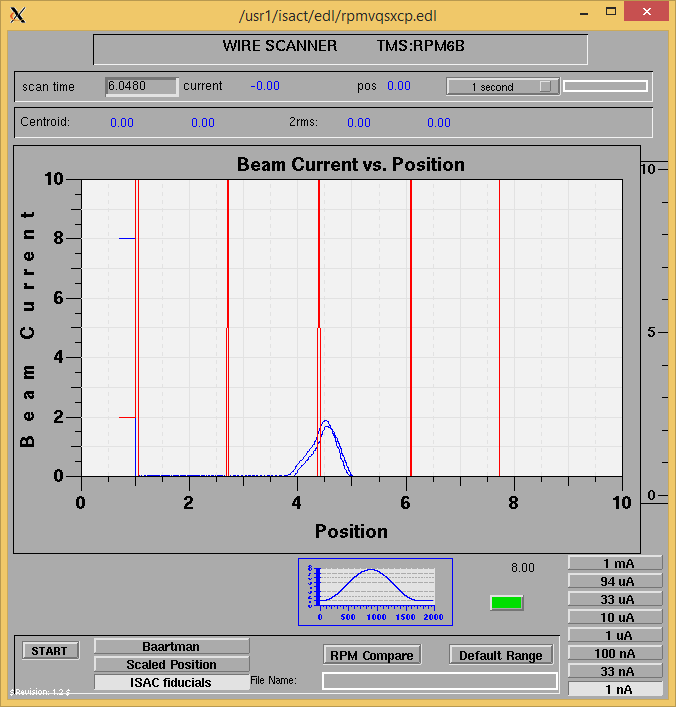 /usr1/isact/edl/rpmvqsxcp.edl
WIRE SCANNER TMS:RPM6B
scan time 6.0480 current -0.00 pos 0.00 1 second
Centroid: 0.00 0.00 2rms: 0.00 0.00
Beam Current vs. Position
10
8
6
4
2
0
Beam Current
0 2 4 6 8 10
Position
10
5
0
8
0 500 1000 1500 2000
8.00
1 mA
94 uA
33 uA
10 uA
1 uA
100 nA
33 nA
1 nA
START
Baartman
Scaled Position
ISAC fiducials
RPM Compare
Default Range
File Name:
$Revision: 1.2 $